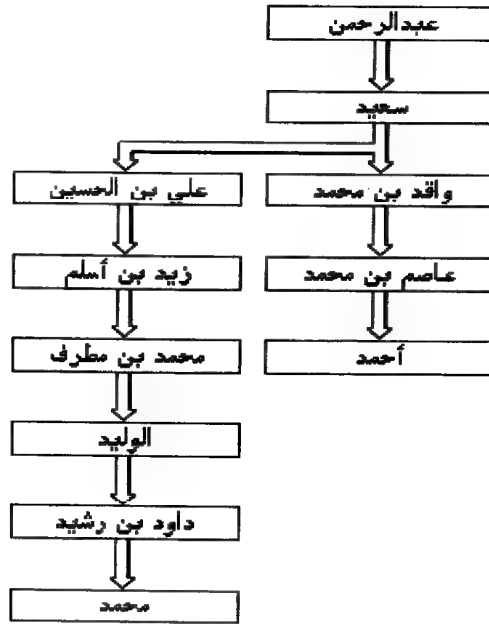 عبدالرحمن
سعيد
واقد بن محمد
علي بن الحسين
عاصم بن محمد
زيد بن أسلم
أحمد
محمد بن مطرف
الوليد
داود بن رشيد
محمد